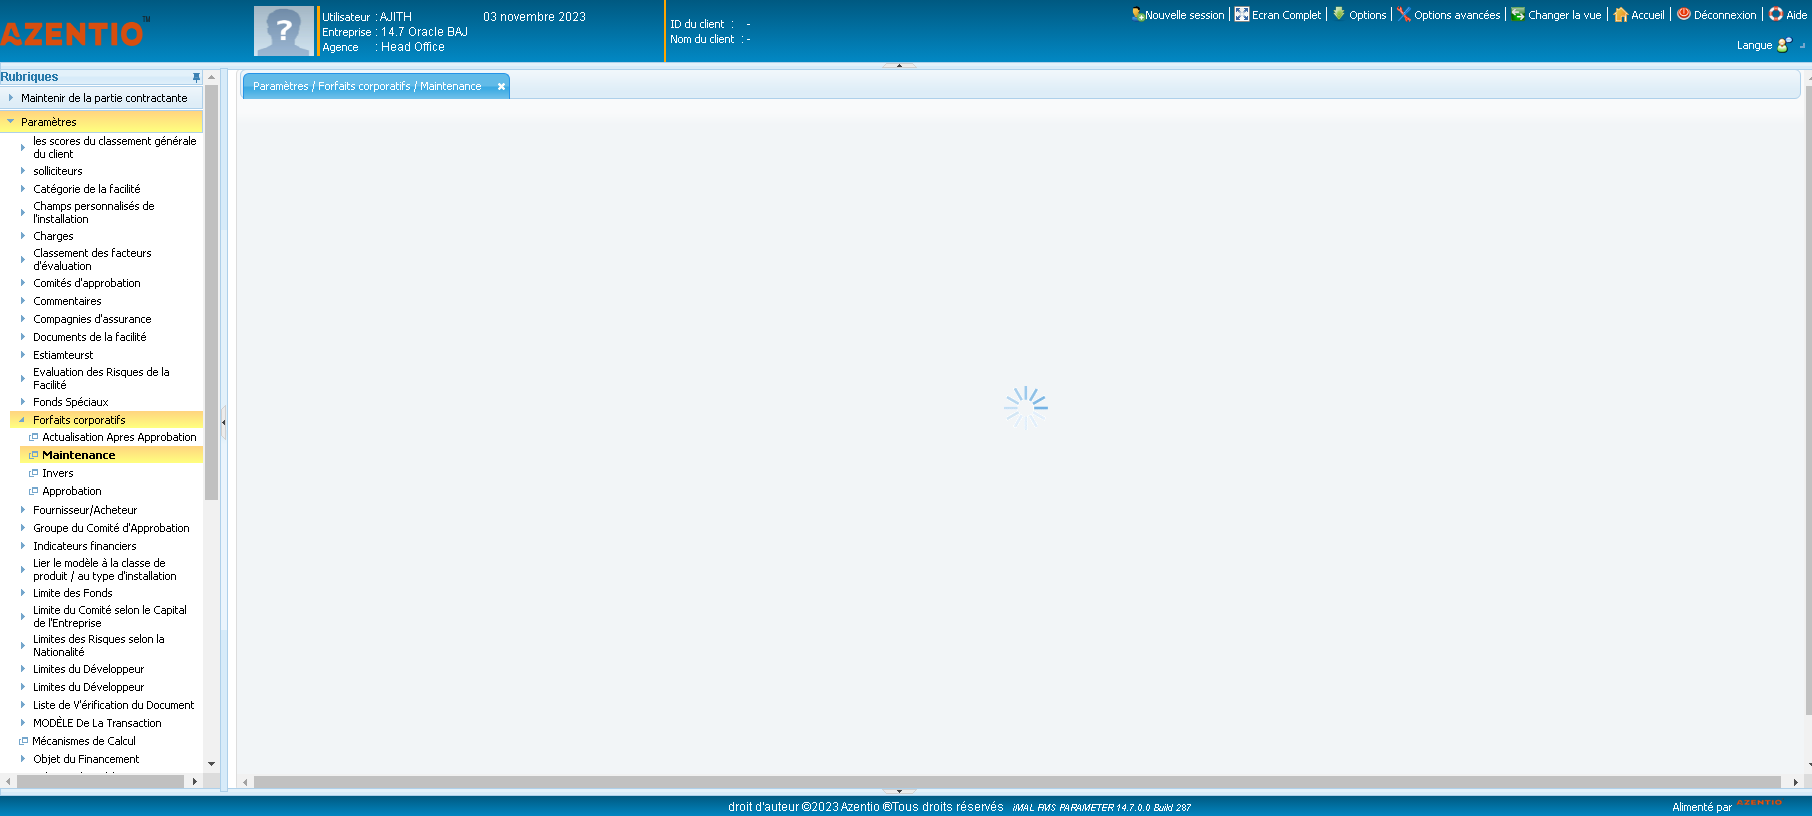 AZENTIO™
Utilisateur : AJITH
03 novembre 2023
Entreprise : 14.7 Oracle BAJ
Agence : Head Office
ID du client : -
Nom du client : -
Nouvelle session
Ecran Complet
Options
Options avancées
Changer la vue
Accueil
Déconnexion
Aide
Langue
Rubriques
Maintenir de la partie contractante
Paramètres
les scores du classement générale
du client
solliciteurs
Catégorie de la facilité
Champs personnalisés de
l'installation
Charges
Classement des facteurs
d'évaluation
Comités d'approbation
Commentaires
Compagnies d'assurance
Documents de la facilité
Estiamteurst
Evaluation des Risques de la
Facilité
Fonds Spéciaux
Forfaits corporatifs
Actualisation Apres Approbation
Maintenance
Invers
Approbation
Fournisseur/Acheteur
Groupe du Comité d'Approbation
Indicateurs financiers
Lier le modèle à la classe de
produit / au type d'installation
Limite des Fonds
Limite du Comité selon le Capital
de l'Entreprise
Limites des Risques selon la
Nationalité
Limites du Développeur
Limites du Développeur
Liste de V'érification du Document
MODÈLE De La Transaction
Mécanismes de Calcul
Objet du Financement
Paramètres / Forfaits corporatifs / Maintenance
droit d'auteur ©2023 Azentio ®Tous droits réservés
iMAL FMS PARAMETER 14.7.0.0 Build 287
Alimenté par AZENTIO